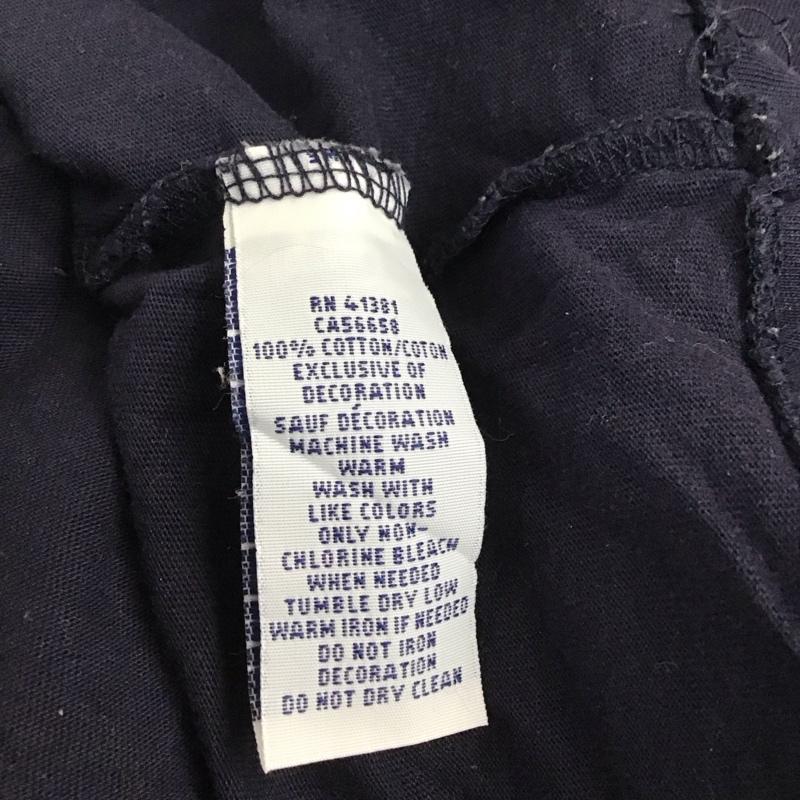 RN 41381
CA56658
100% COTTON/COTON
EXCLUSIVE OF
DECORATION
SAUF DÉCORATION
MACHINE WASH
WARM
WASH WITH
LIKE COLORS
ONLY NON-
CHLORINE BLEACH
WHEN NEEDED
TUMBLE DRY LOW
WARM IRON IF NEEDED
DO NOT IRON
DECORATION
DO NOT DRY CLEAN